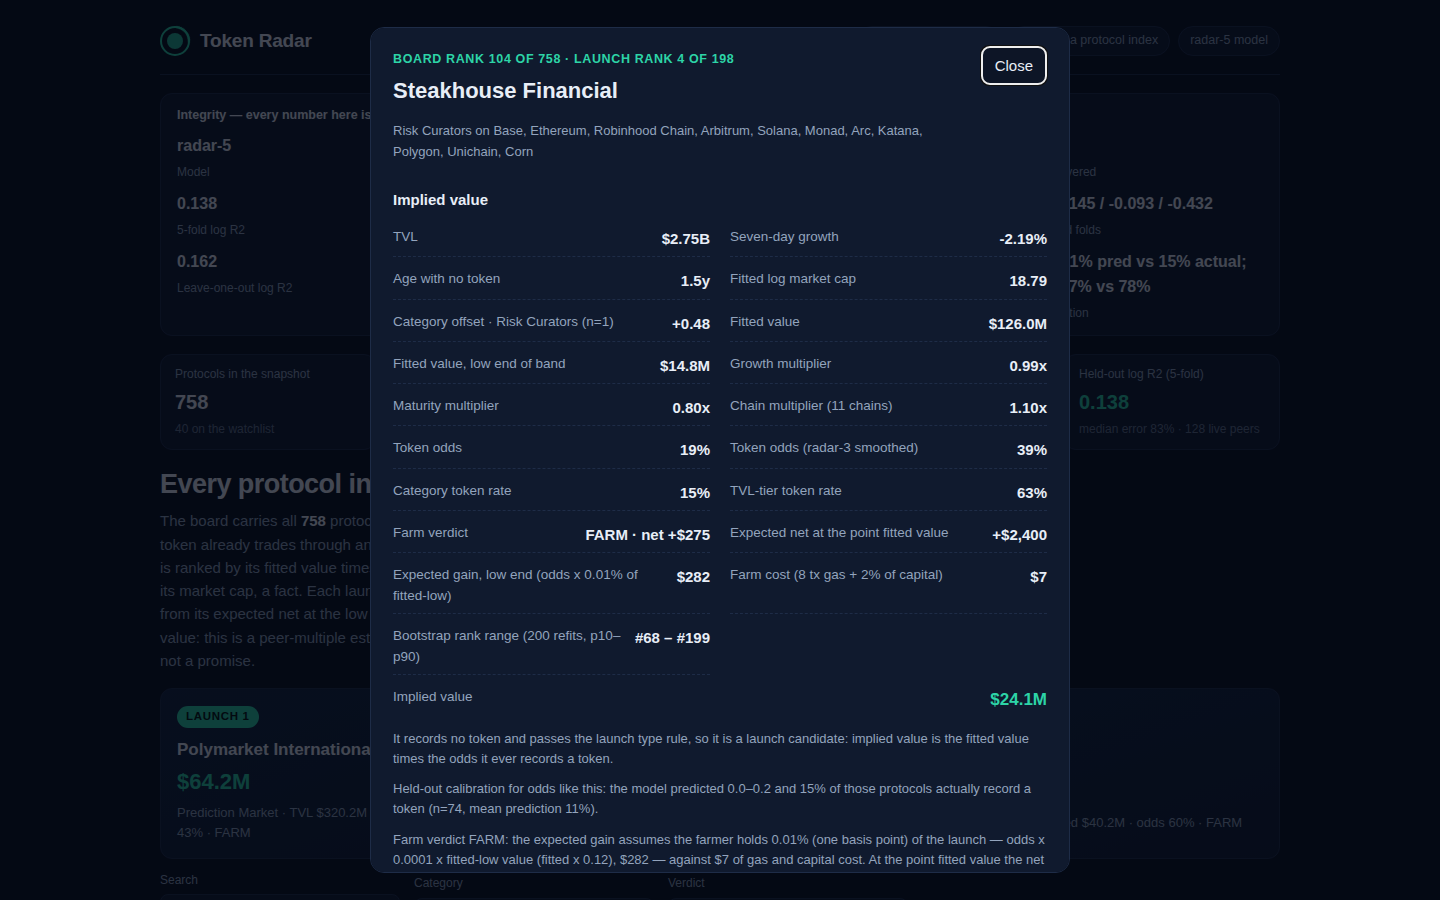 Token Radar
a protocol index
radar-5 model
Integrity — every number here is
radar-5
Model
0.138
5-fold log R2
0.162
Leave-one-out log R2
145 / -0.093 / -0.432
folds
1% pred vs 15% actual;
7% vs 78%
Protocols in the snapshot
758
40 on the watchlist
Held-out log R2 (5-fold)
0.138
median error 83% · 128 live peers
Every protocol in
The board carries all 758
token already trades through
is ranked by its fitted value
its market cap, a fact. Each
from its expected net at the low
value: this is a peer-multiple
not a promise.
LAUNCH 1
Polymarket Internationa
$64.2M
Prediction Market · TVL $320.2M
43% · FARM
$40.2M · odds 60% · FARM
Search
Category
Verdict
BOARD RANK 104 OF 758 · LAUNCH RANK 4 OF 198
Close
Steakhouse Financial
Risk Curators on Base, Ethereum, Robinhood Chain, Arbitrum, Solana, Monad, Arc, Katana,
Polygon, Unichain, Corn
Implied value
TVL $2.75B
Seven-day growth -2.19%
Age with no token 1.5y
Fitted log market cap 18.79
Category offset · Risk Curators (n=1) +0.48
Fitted value $126.0M
Fitted value, low end of band $14.8M
Growth multiplier 0.99x
Maturity multiplier 0.80x
Chain multiplier (11 chains) 1.10x
Token odds 19%
Token odds (radar-3 smoothed) 39%
Category token rate 15%
TVL-tier token rate 63%
Farm verdict FARM · net +$275
Expected net at the point fitted value +$2,400
Expected gain, low end (odds x 0.01% of
fitted-low) $282
Farm cost (8 tx gas + 2% of capital) $7
Bootstrap rank range (200 refits, p10–
p90) #68 – #199
Implied value $24.1M
It records no token and passes the launch type rule, so it is a launch candidate: implied value is the fitted value
times the odds it ever records a token.
Held-out calibration for odds like this: the model predicted 0.0–0.2 and 15% of those protocols actually record a
token (n=74, mean prediction 11%).
Farm verdict FARM: the expected gain assumes the farmer holds 0.01% (one basis point) of the launch — odds x
0.0001 x fitted-low value (fitted x 0.12), $282 — against $7 of gas and capital cost. At the point fitted value the net